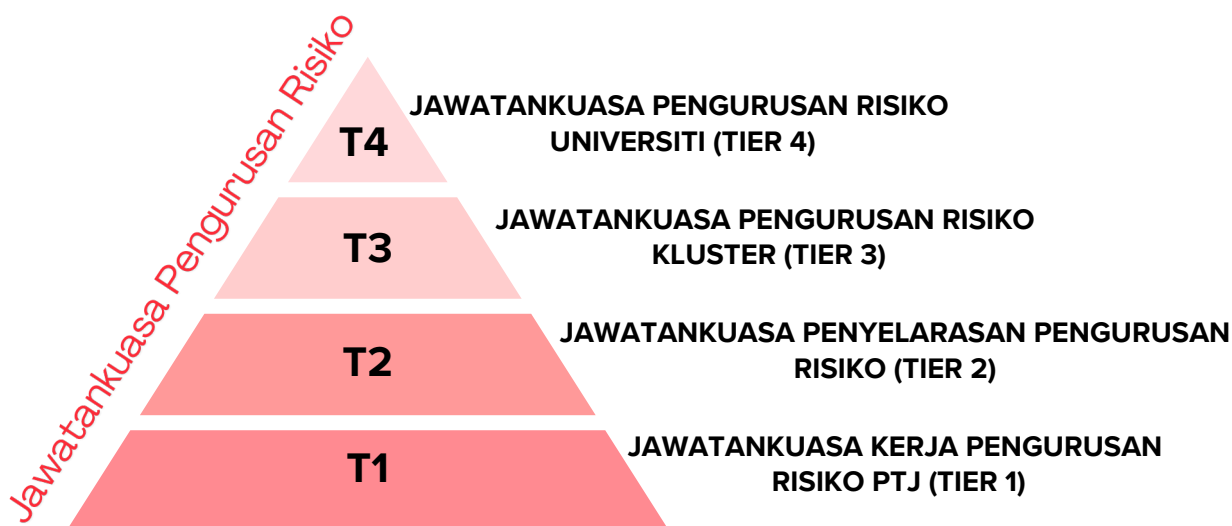 Jawatankuasa Pengurusan Risiko
T4
JAWATANKUASA PENGURUSAN RISIKO
UNIVERSITI (TIER 4)
T3
JAWATANKUASA PENGURUSAN RISIKO
KLUSTER (TIER 3)
T2
JAWATANKUASA PENYELARASAN PENGURUSAN
RISIKO (TIER 2)
T1
JAWATANKUASA KERJA PENGURUSAN
RISIKO PTJ (TIER 1)